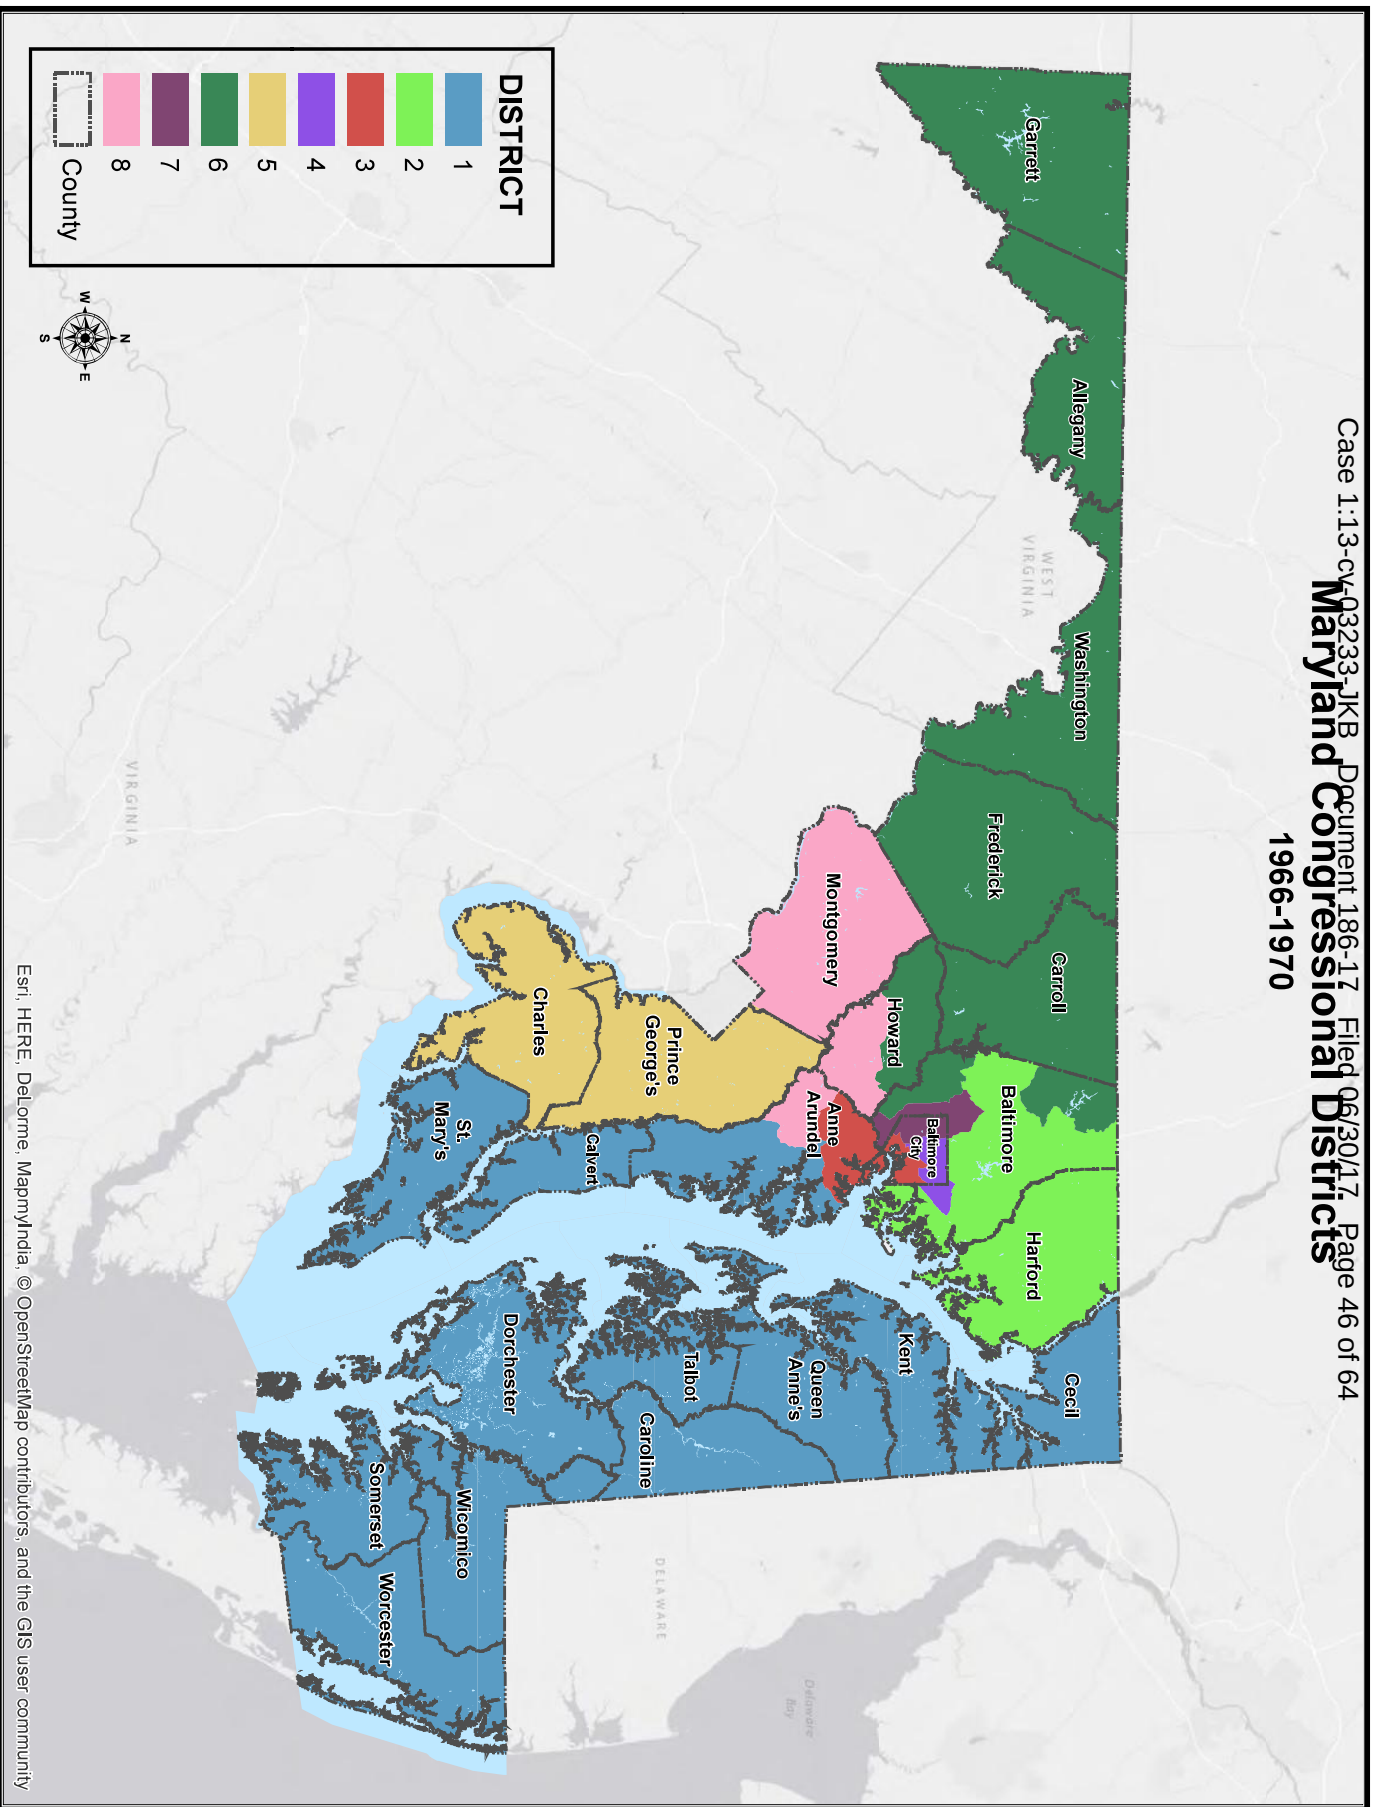 Case 1:13-cv-03233-JKB Document 186-17 Filed 06/30/17 Page 46 of 64
Maryland Congressional Districts
1966-1970
Garrett
Allegany
Washington
Frederick
Carroll
Baltimore
Harford
Cecil
Howard
Baltimore
City
Kent
Montgomery
Anne
Arundel
Queen
Anne's
Prince
George's
Talbot
Caroline
Charles
Calvert
Dorchester
St.
Mary's
Wicomico
Somerset
Worcester
WEST
VIRGINIA
VIRGINIA
DELAWARE
Delaware
Bay
DISTRICT
1
2
3
4
5
6
7
8
County
N
W
E
S
Esri, HERE, DeLorme, MapmyIndia, © OpenStreetMap contributors, and the GIS user community